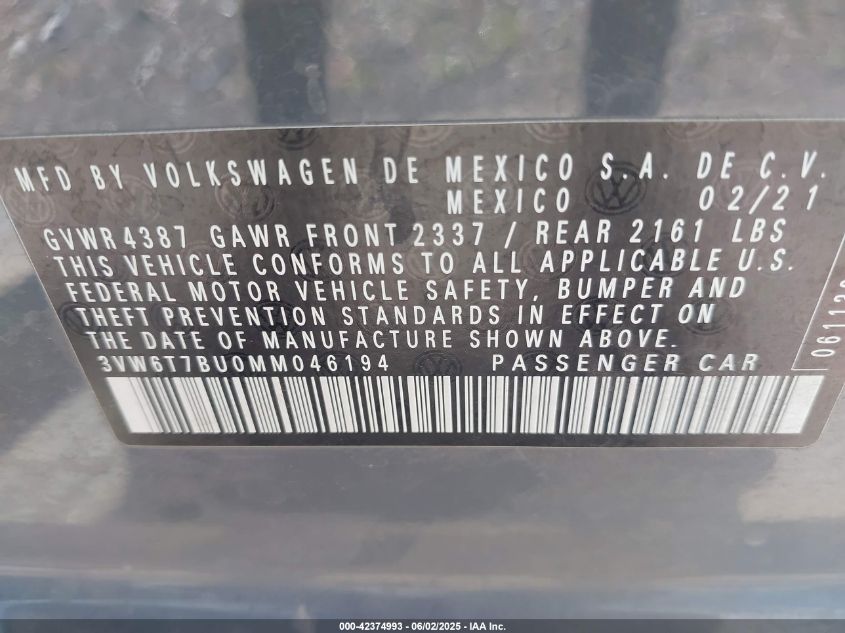 MFD BY VOLKSWAGEN DE MEXICO S.A. DE C.V.
MEXICO 02/21
GVWR 4387 GAWR FRONT 2337 / REAR 2161 LBS
THIS VEHICLE CONFORMS TO ALL APPLICABLE U.S.
FEDERAL MOTOR VEHICLE SAFETY, BUMPER AND
THEFT PREVENTION STANDARDS IN EFFECT ON
THE DATE OF MANUFACTURE SHOWN ABOVE.
3VW6T7BU0MM046194 PASSENGER CAR
000-42374993 - 06/02/2025 - IAA Inc.